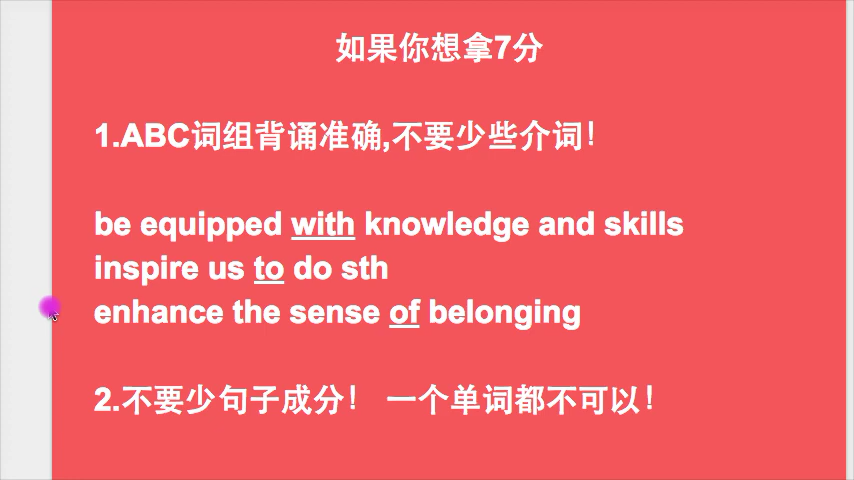 如果你想拿7分
1.ABC词组背诵准确,不要少些介词！
be equipped with knowledge and skills
inspire us to do sth
enhance the sense of belonging
2.不要少句子成分！ 一个单词都不可以！